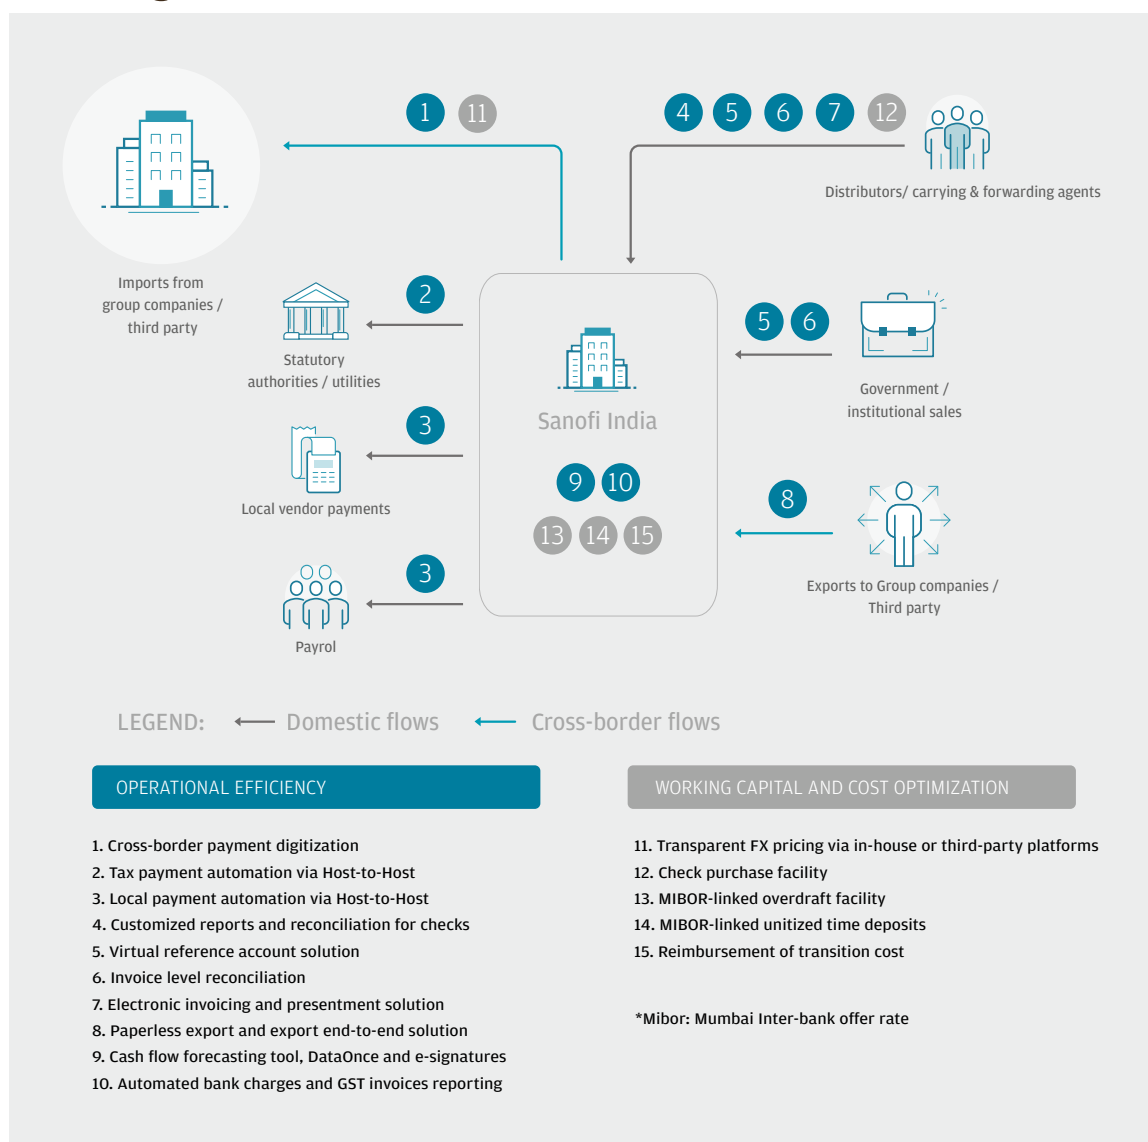 1 11
4 5 6 7 12
Distributors/ carrying & forwarding agents
Imports from
group companies /
third party
2
Statutory
authorities / utilities
5 6
Government /
institutional sales
Sanofi India
3
Local vendor payments
9 10
13 14 15
8
Exports to Group companies /
Third party
3
Payrol
LEGEND: Domestic flows Cross-border flows
OPERATIONAL EFFICIENCY
1. Cross-border payment digitization
2. Tax payment automation via Host-to-Host
3. Local payment automation via Host-to-Host
4. Customized reports and reconciliation for checks
5. Virtual reference account solution
6. Invoice level reconciliation
7. Electronic invoicing and presentment solution
8. Paperless export and export end-to-end solution
9. Cash flow forecasting tool, DataOnce and e-signatures
10. Automated bank charges and GST invoices reporting
WORKING CAPITAL AND COST OPTIMIZATION
11. Transparent FX pricing via in-house or third-party platforms
12. Check purchase facility
13. MIBOR-linked overdraft facility
14. MIBOR-linked unitized time deposits
15. Reimbursement of transition cost
*Mibor: Mumbai Inter-bank offer rate